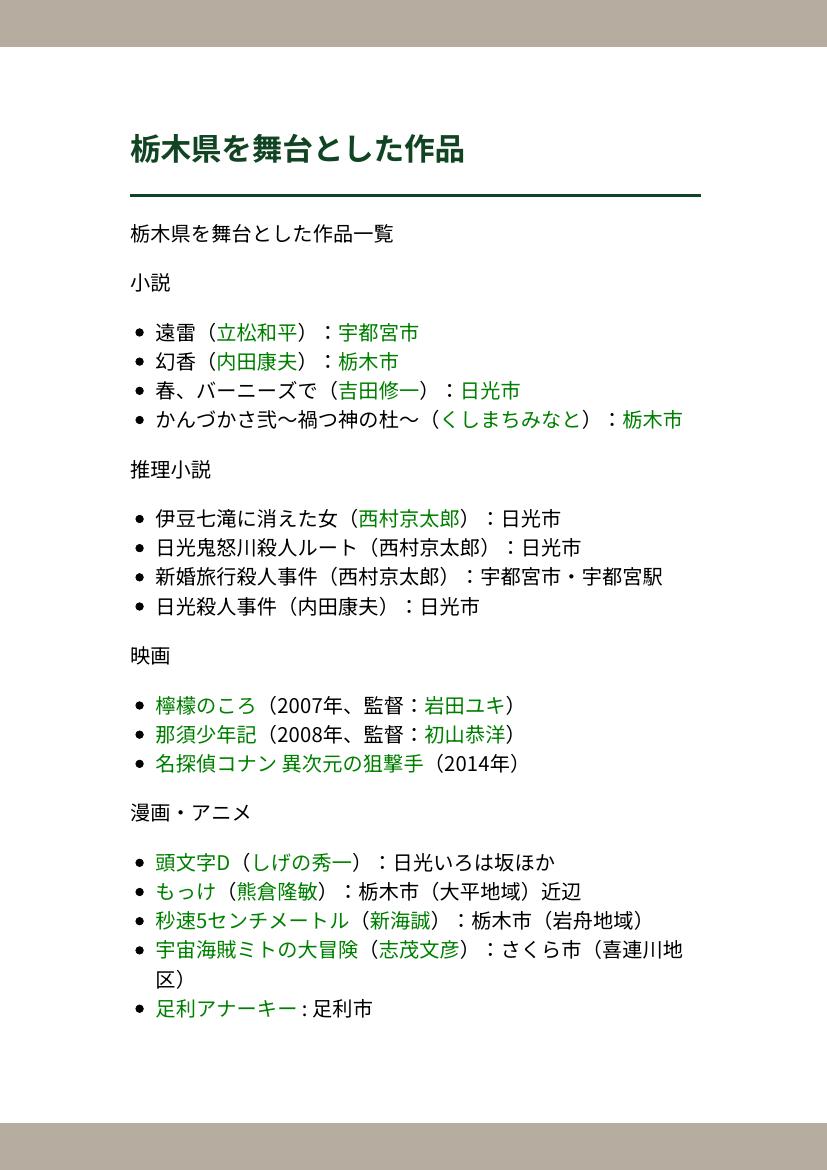 栃木県を舞台とした作品
栃木県を舞台とした作品一覧
小説
• 遠雷（立松和平）：宇都宮市
• 幻香（内田康夫）：栃木市
• 春、バーニーズで（吉田修一）：日光市
• かんづかさ弐〜禍つ神の杜〜（くしまちみなと）：栃木市
推理小説
• 伊豆七滝に消えた女（西村京太郎）：日光市
• 日光鬼怒川殺人ルート（西村京太郎）：日光市
• 新婚旅行殺人事件（西村京太郎）：宇都宮市・宇都宮駅
• 日光殺人事件（内田康夫）：日光市
映画
• 檸檬のころ（2007年、監督：岩田ユキ）
• 那須少年記（2008年、監督：初山恭洋）
• 名探偵コナン 異次元の狙撃手（2014年）
漫画・アニメ
• 頭文字D（しげの秀一）：日光いろは坂ほか
• もっけ（熊倉隆敏）：栃木市（大平地域）近辺
• 秒速5センチメートル（新海誠）：栃木市（岩舟地域）
• 宇宙海賊ミトの大冒険（志茂文彦）：さくら市（喜連川地
区）
• 足利アナーキー : 足利市